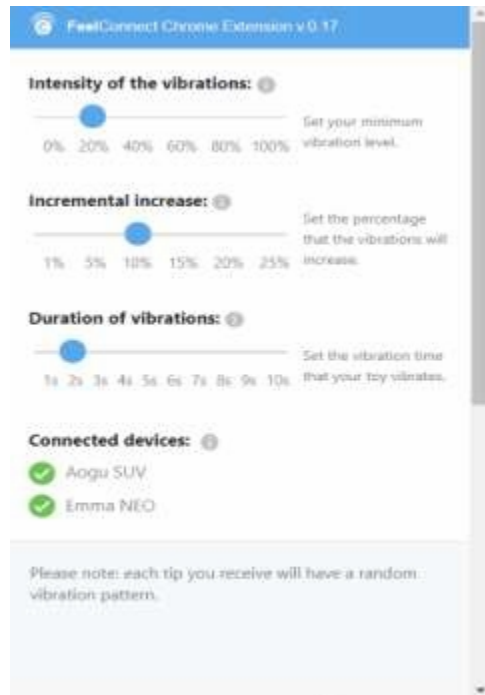 FeelConnect Chrome Extension v 0.17
Intensity of the vibrations:
0% 20% 40% 60% 80% 100%
Set your minimum
vibration level.
Incremental increase:
1% 5% 10% 15% 20% 25%
Set the percentage
that the vibrations will
increase.
Duration of vibrations:
1s 2s 3s 4s 5s 6s 7s 8s 9s 10s
Set the vibration time
that your toy vibrates.
Connected devices:
Aogu SUV
Emma NEO
Please note: each tip you receive will have a random
vibration pattern.